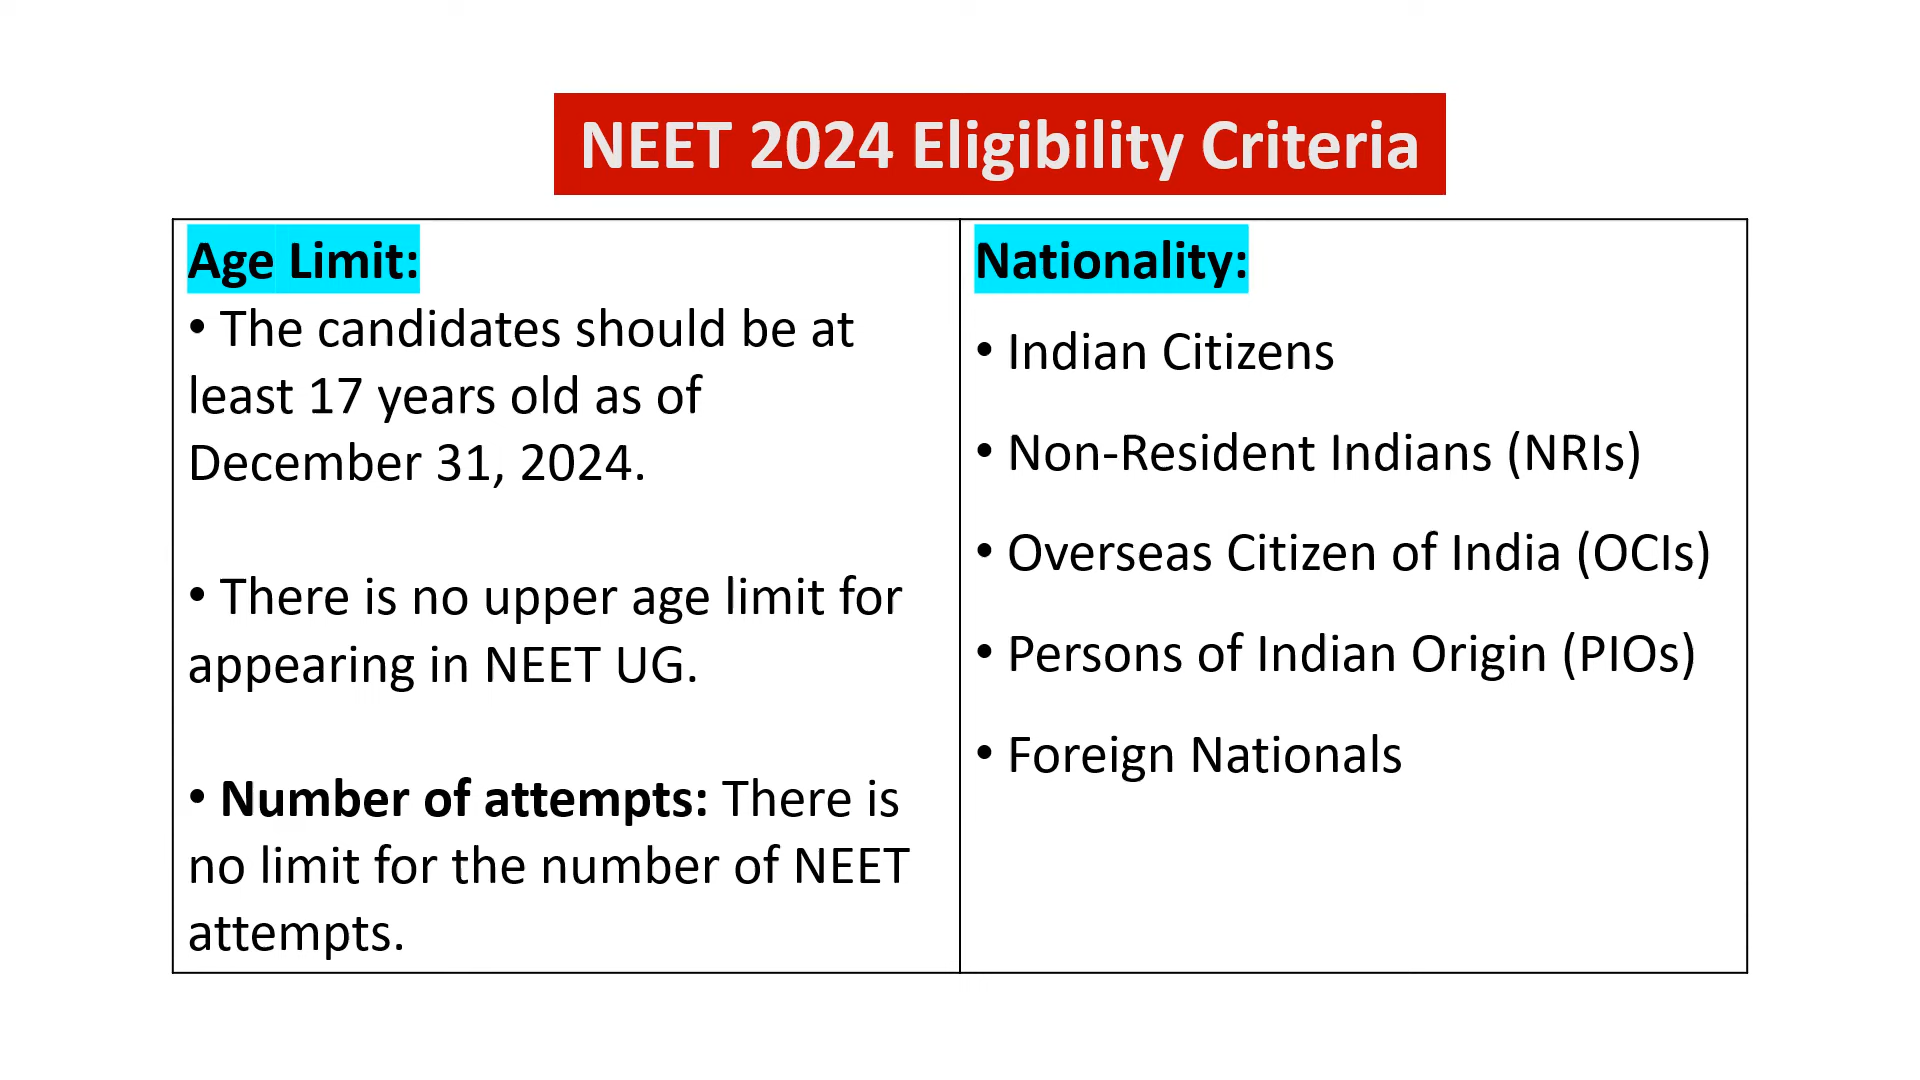 NEET 2024 Eligibility Criteria
Age Limit:
• The candidates should be at
least 17 years old as of
December 31, 2024.
• There is no upper age limit for
appearing in NEET UG.
• Number of attempts: There is
no limit for the number of NEET
attempts.
Nationality:
• Indian Citizens
• Non-Resident Indians (NRIs)
• Overseas Citizen of India (OCIs)
• Persons of Indian Origin (PIOs)
• Foreign Nationals